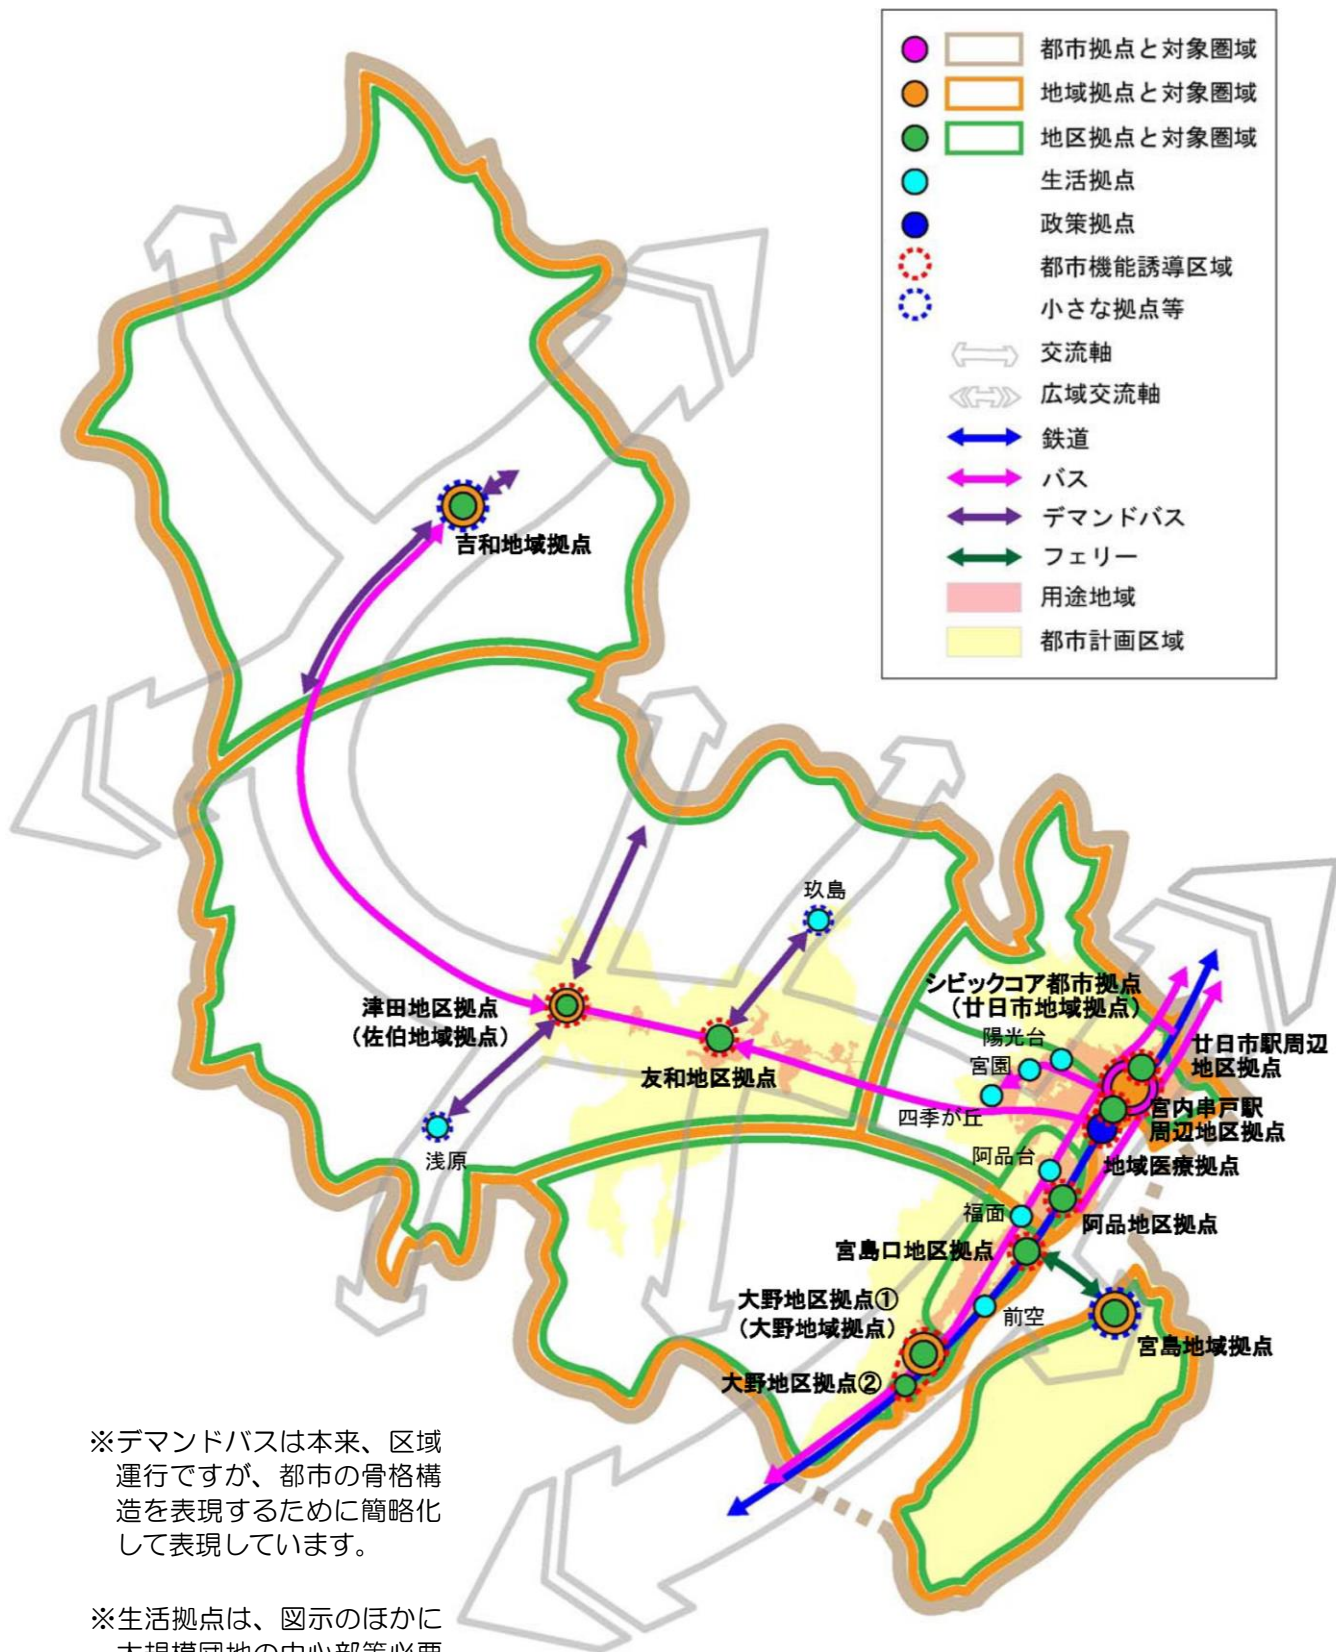 都市拠点と対象圏域
地域拠点と対象圏域
地区拠点と対象圏域
生活拠点
政策拠点
都市機能誘導区域
小さな拠点等
交流軸
広域交流軸
鉄道
バス
デマンドバス
フェリー
用途地域
都市計画区域
吉和地域拠点
玖島
津田地区拠点
(佐伯地域拠点)
友和地区拠点
浅原
シビックコア都市拠点
(廿日市地域拠点)
陽光台
宮園
四季が丘
廿日市駅周辺
地区拠点
宮内串戸駅
周辺地区拠点
地域医療拠点
阿品台
阿品地区拠点
福面
宮島口地区拠点
大野地区拠点①
(大野地域拠点)
前空
宮島地域拠点
大野地区拠点②
※デマンドバスは本来、区域
運行ですが、都市の骨格構
造を表現するために簡略化
して表現しています。
※生活拠点は、図示のほかに
大規模団地の中心部等必要